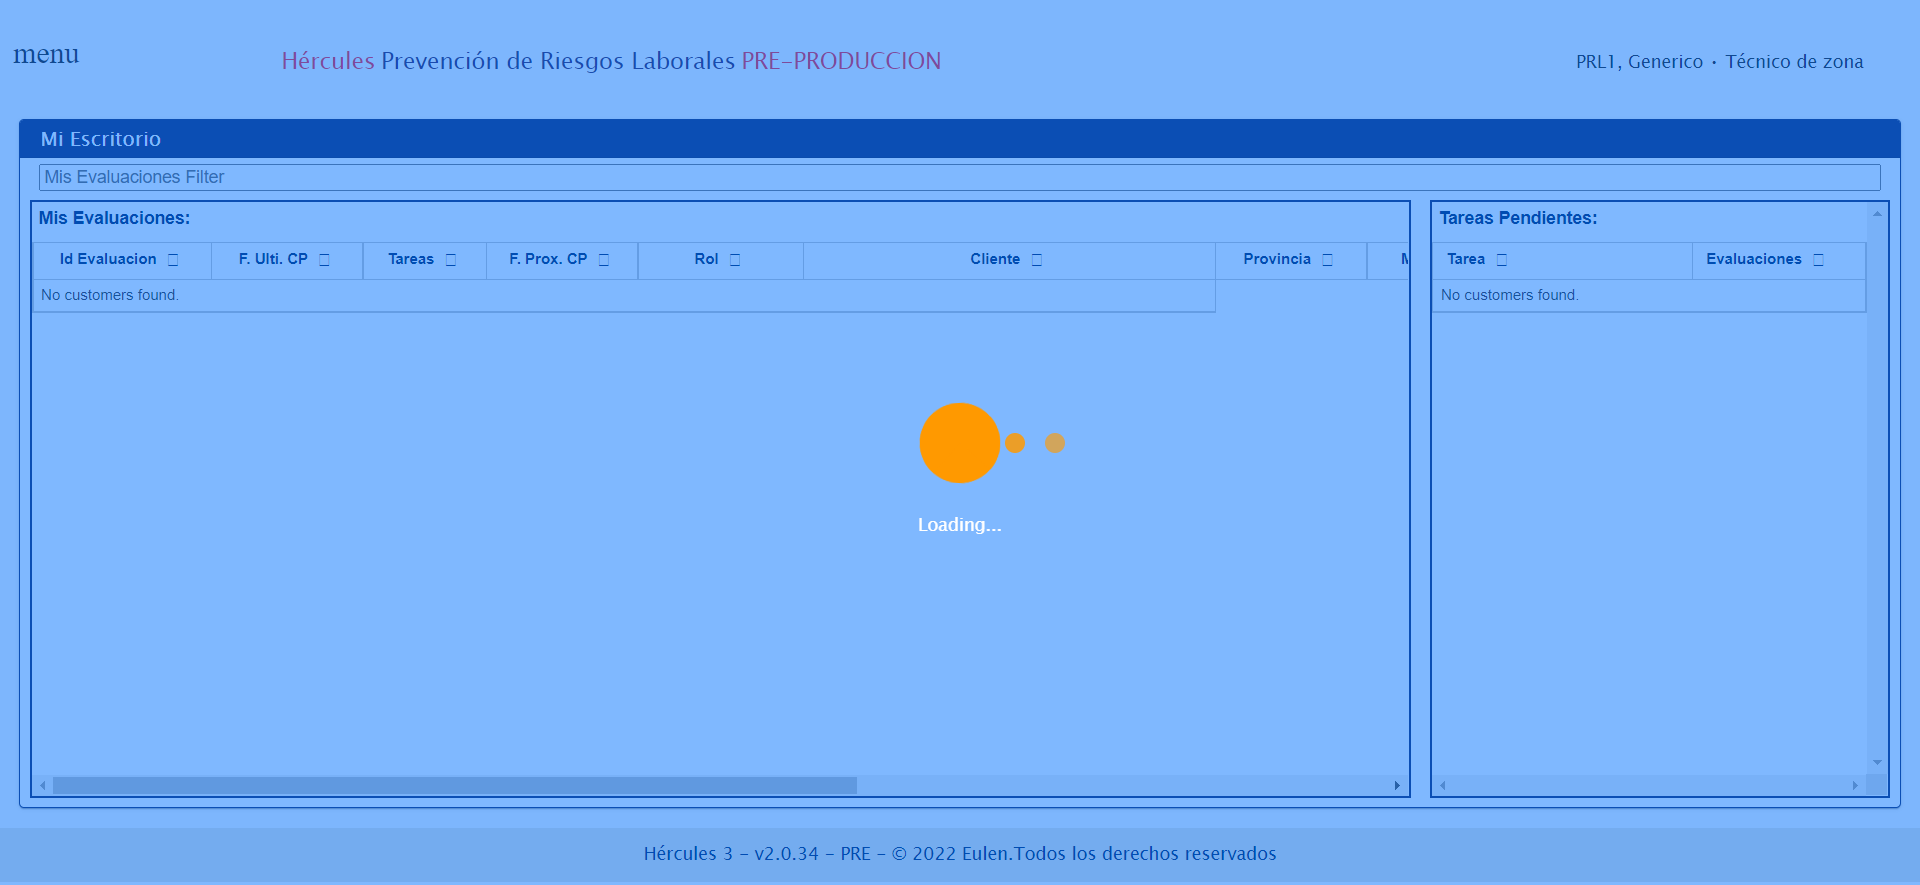 menu
Hércules Prevención de Riesgos Laborales PRE-PRODUCCION
PRL1, Generico · Técnico de zona
Mi Escritorio
Mis Evaluaciones Filter
Mis Evaluaciones:
Id Evaluacion F. Ulti. CP Tareas F. Prox. CP Rol Cliente Provincia
No customers found.
Tareas Pendientes:
Tarea Evaluaciones
No customers found.
Loading...
Hércules 3 - v2.0.34 - PRE - © 2022 Eulen.Todos los derechos reservados